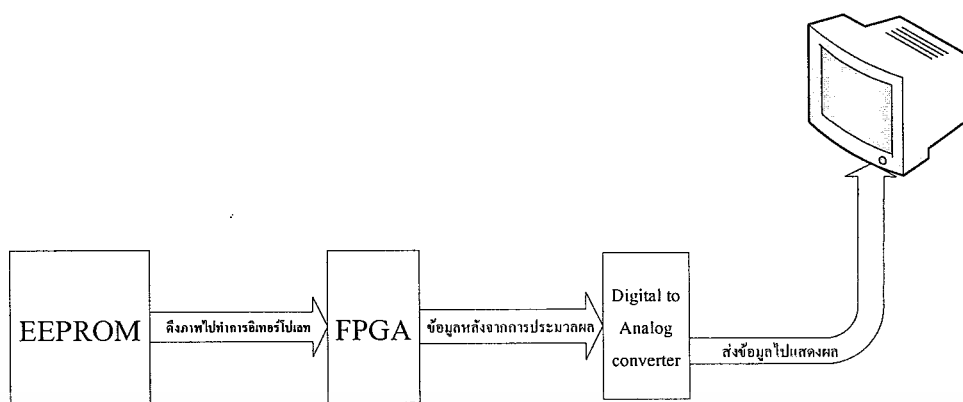 EEPROM
ดึงภาพไปทำการอิเทอร์โปเลท
FPGA
ข้อมูลหลังจากการประมวลผล
Digital to
Analog
converter
ส่งข้อมูลไปแสดงผล